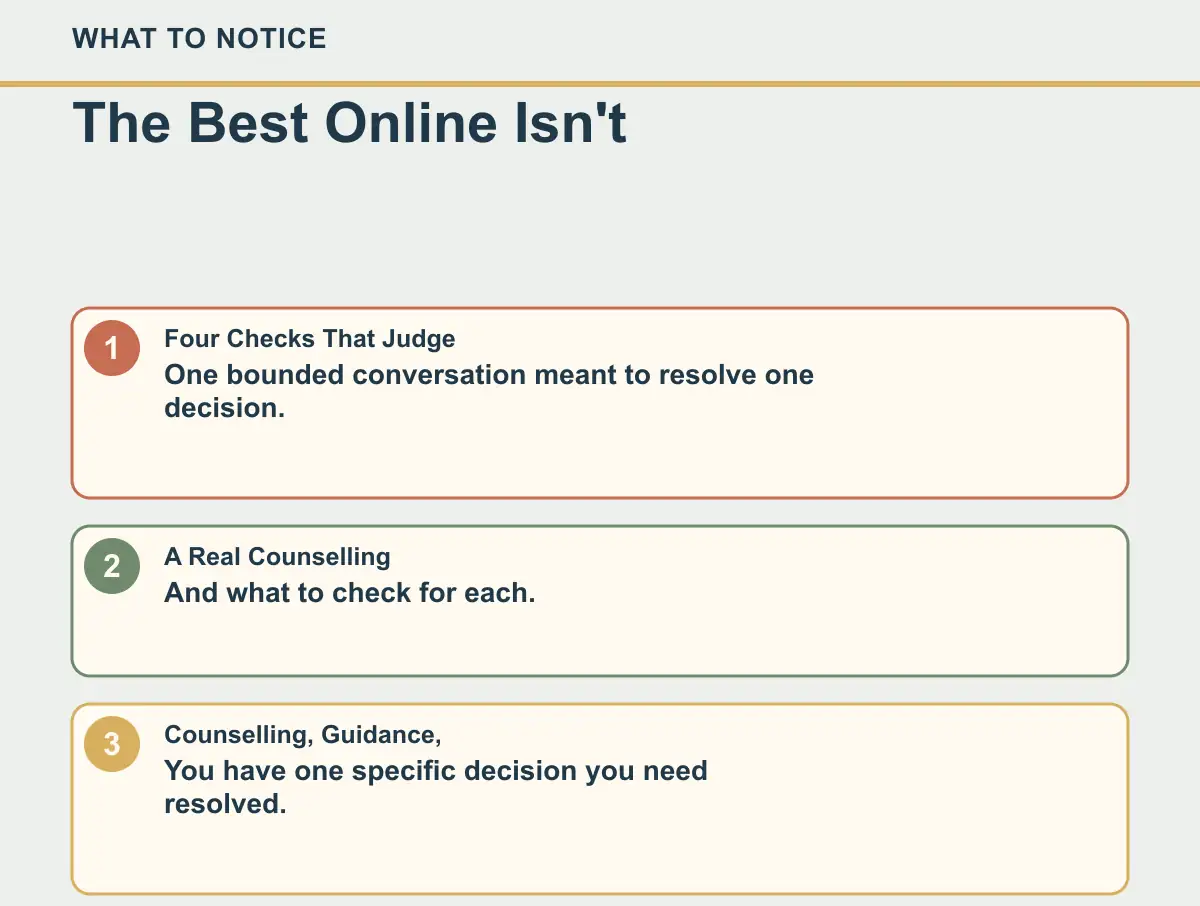 WHAT TO NOTICE
The Best Online Isn't
1
Four Checks That Judge
One bounded conversation meant to resolve one
decision.
2
A Real Counselling
And what to check for each.
3
Counselling, Guidance,
You have one specific decision you need
resolved.